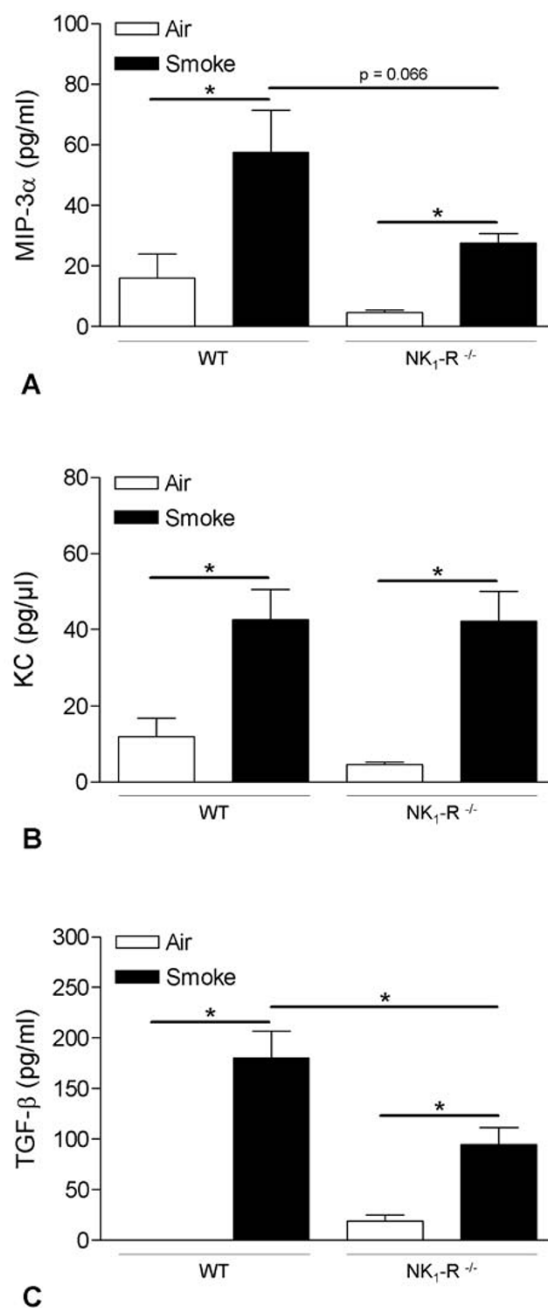 100
Air
Smoke
80
*
p = 0.066
60
*
40
20
0
MIP-3α (pg/ml)
WT
NK₁-R ⁻/⁻
A
80
Air
Smoke
60
*
*
40
20
0
KC (pg/µl)
WT
NK₁-R ⁻/⁻
B
300
Air
Smoke
250
*
*
200
150
*
100
50
0
TGF-β (pg/ml)
WT
NK₁-R ⁻/⁻
C